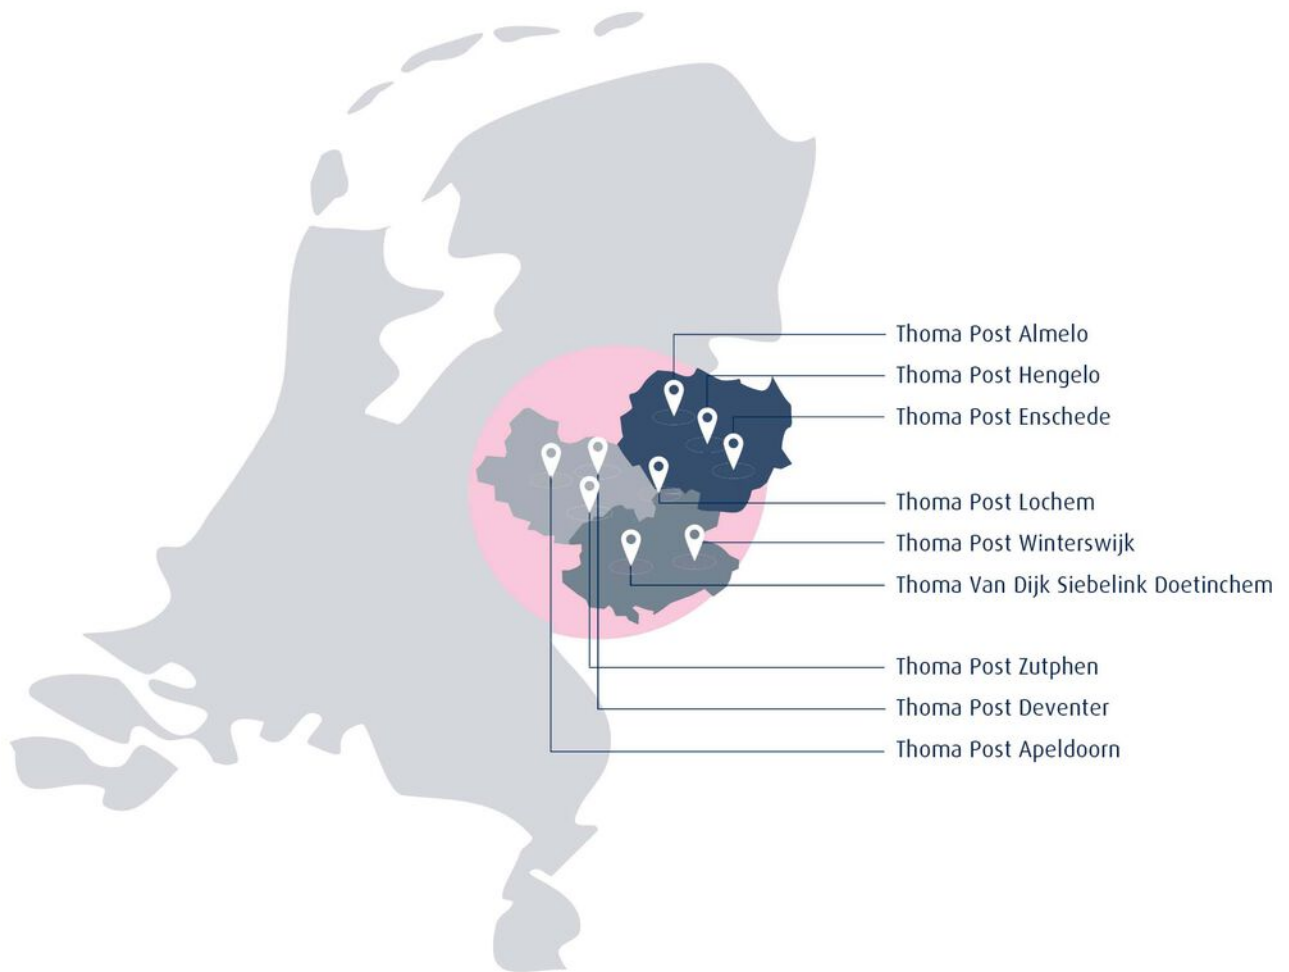 Thoma Post Almelo
Thoma Post Hengelo
Thoma Post Enschede
Thoma Post Lochem
Thoma Post Winterswijk
Thoma Van Dijk Siebelink Doetinchem
Thoma Post Zutphen
Thoma Post Deventer
Thoma Post Apeldoorn